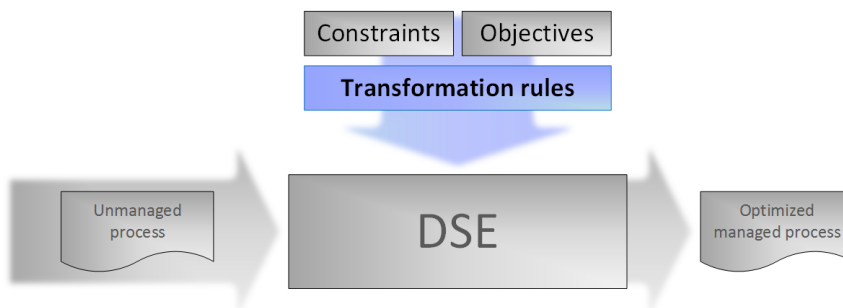 Constraints
Objectives
Transformation rules
Unmanaged
process
DSE
Optimized
managed process